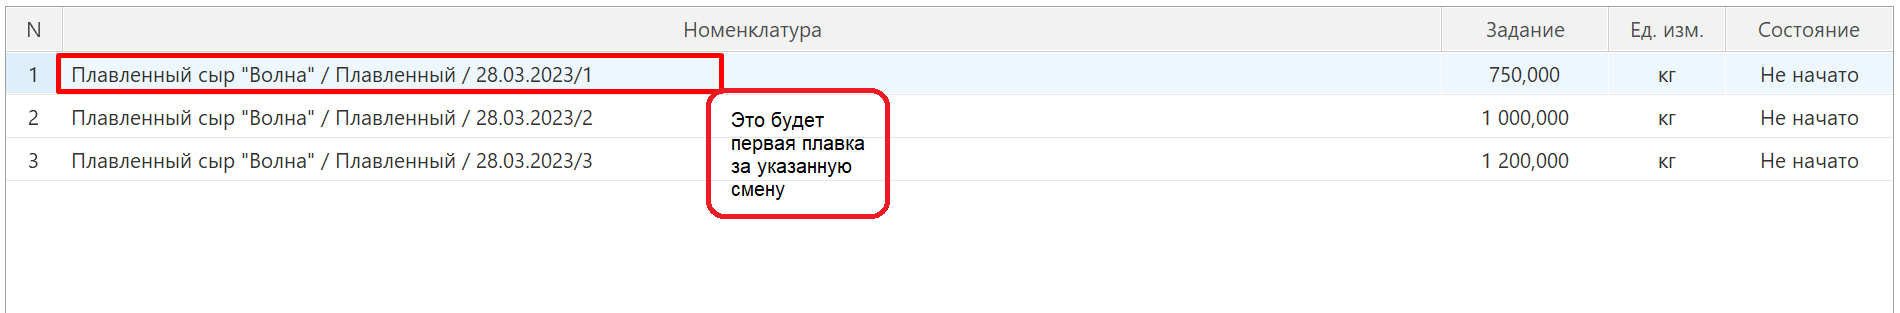 N Номенклатура Задание Ед. изм. Состояние
1 Плавленный сыр "Волна" / Плавленный / 28.03.2023/1 750,000 кг Не начато
2 Плавленный сыр "Волна" / Плавленный / 28.03.2023/2 1 000,000 кг Не начато
3 Плавленный сыр "Волна" / Плавленный / 28.03.2023/3 1 200,000 кг Не начато
Это будет
первая плавка
за указанную
смену